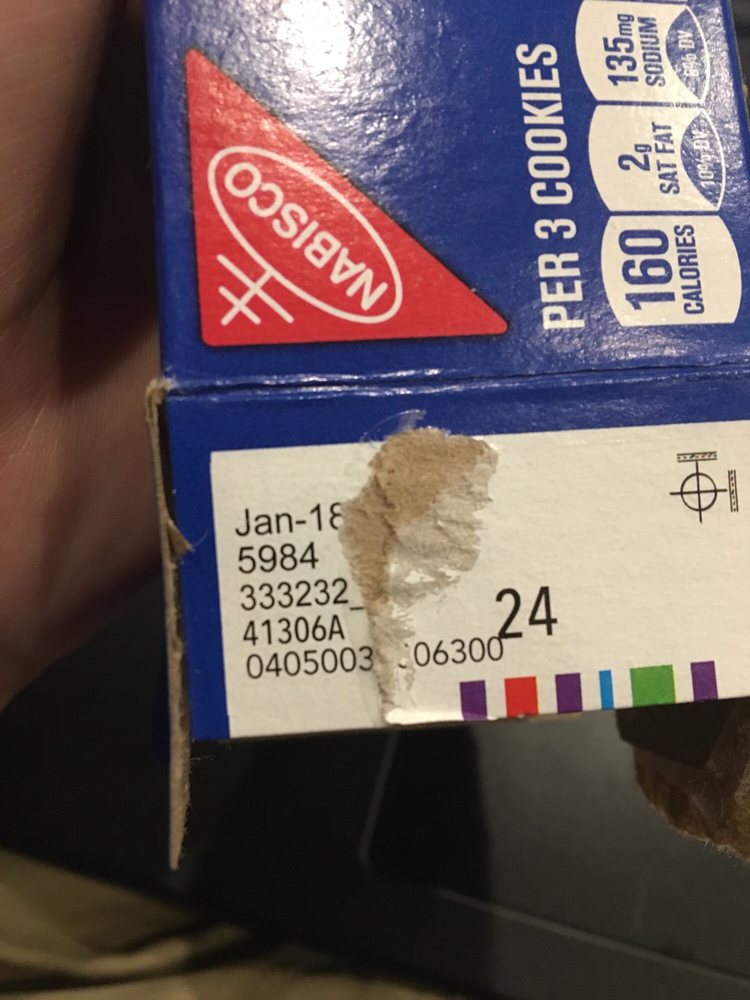 NABISCO
PER 3 COOKIES
160
CALORIES
2g
SAT FAT
10% DV
135mg
SODIUM
6% DV
Jan-18
5984
333232_
41306A
0405003 06300
24